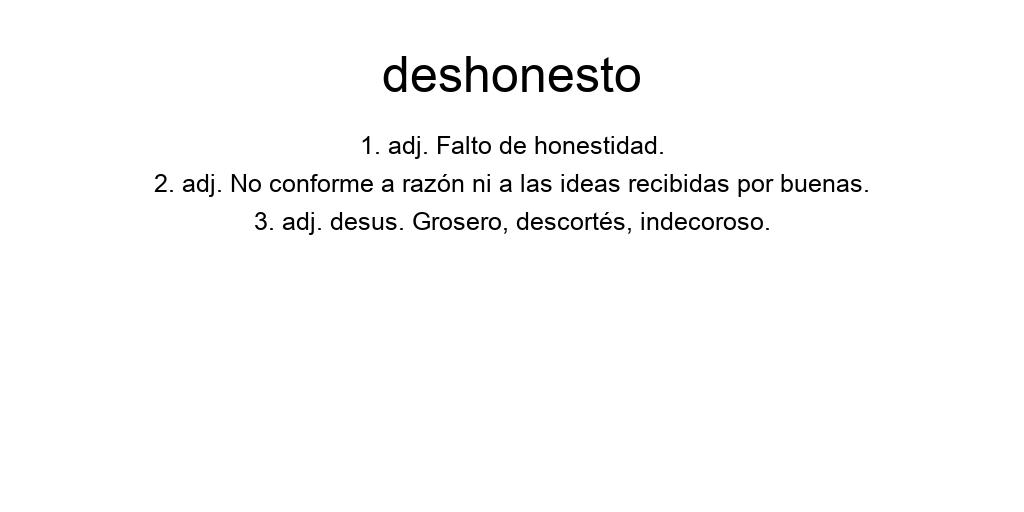 deshonesto
1. adj. Falto de honestidad.
2. adj. No conforme a razón ni a las ideas recibidas por buenas.
3. adj. desus. Grosero, descortés, indecoroso.